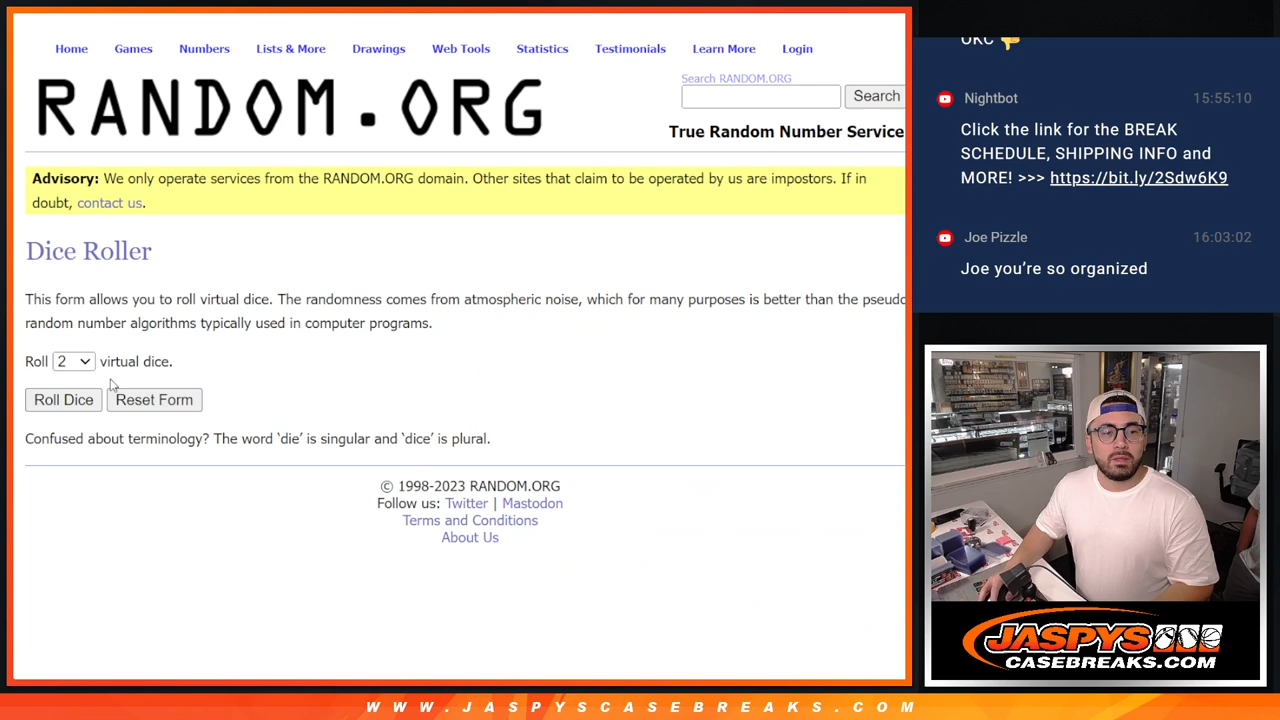 Home Games Numbers Lists & More Drawings Web Tools Statistics Testimonials Learn More Login
RANDOM.ORG
Search RANDOM.ORG
Search
True Random Number Service
Advisory: We only operate services from the RANDOM.ORG domain. Other sites that claim to be operated by us are impostors. If in
doubt, contact us.
Dice Roller
This form allows you to roll virtual dice. The randomness comes from atmospheric noise, which for many purposes is better than the pseudo
random number algorithms typically used in computer programs.
Roll 2 virtual dice.
Roll Dice Reset Form
Confused about terminology? The word ‘die’ is singular and ‘dice’ is plural.
© 1998-2023 RANDOM.ORG
Follow us: Twitter | Mastodon
Terms and Conditions
About Us
OKC 👎
Nightbot 15:55:10
Click the link for the BREAK
SCHEDULE, SHIPPING INFO and
MORE! >>> https://bit.ly/2Sdw6K9
Joe Pizzle 16:03:02
Joe you’re so organized
JASPYS
CASEBREAKS.COM
WWW.JASPYSCASEBREAKS.COM